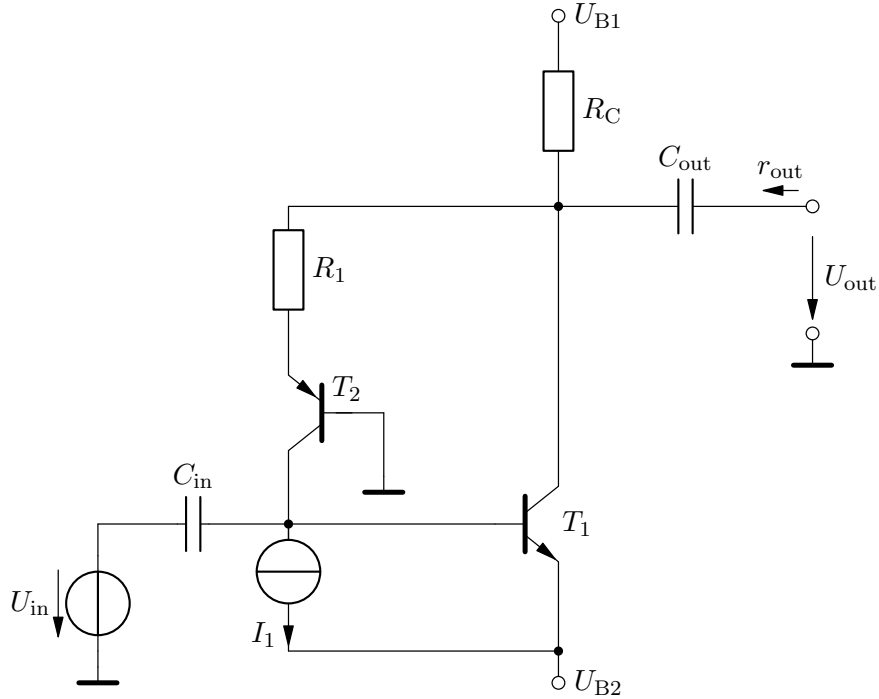 U_B1
R_C
C_out
r_out
R_1
U_out
T_2
C_in
T_1
U_in
I_1
U_B2